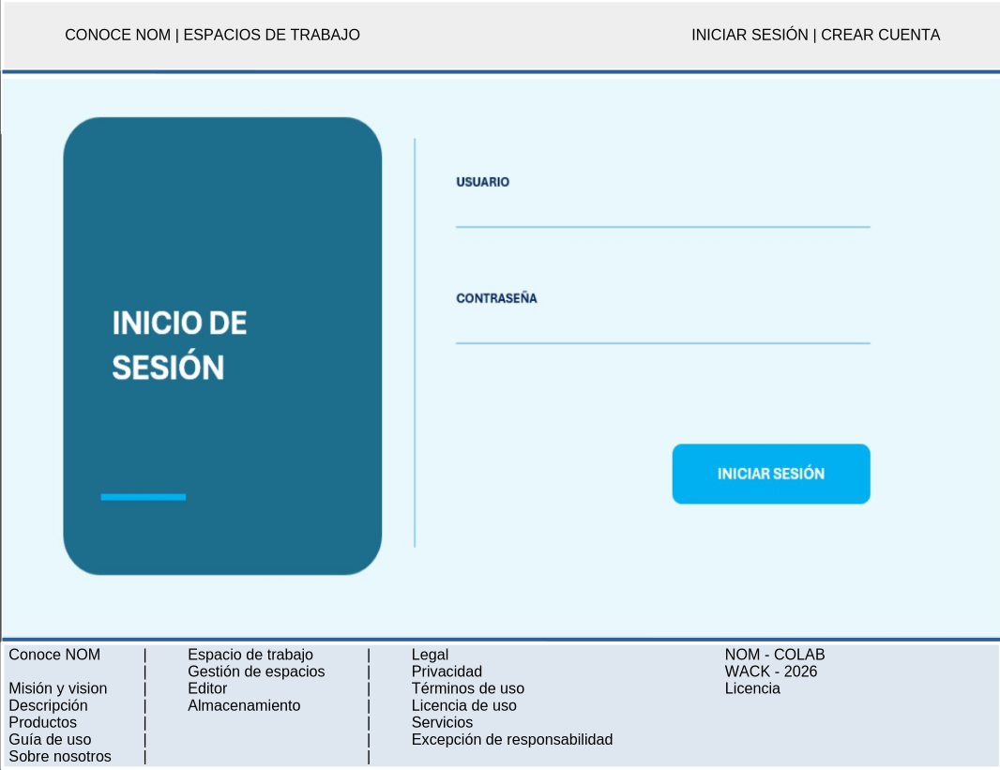 CONOCE NOM | ESPACIOS DE TRABAJO
INICIAR SESIÓN | CREAR CUENTA
INICIO DE
SESIÓN
USUARIO
CONTRASEÑA
INICIAR SESIÓN
Conoce NOM |
|
Misión y vision |
Descripción |
Productos |
Guía de uso |
Sobre nosotros |
Espacio de trabajo |
Gestión de espacios |
Editor |
Almacenamiento |
|
|
|
Legal
Privacidad
Términos de uso
Licencia de uso
Servicios
Excepción de responsabilidad
NOM - COLAB
WACK - 2026
Licencia